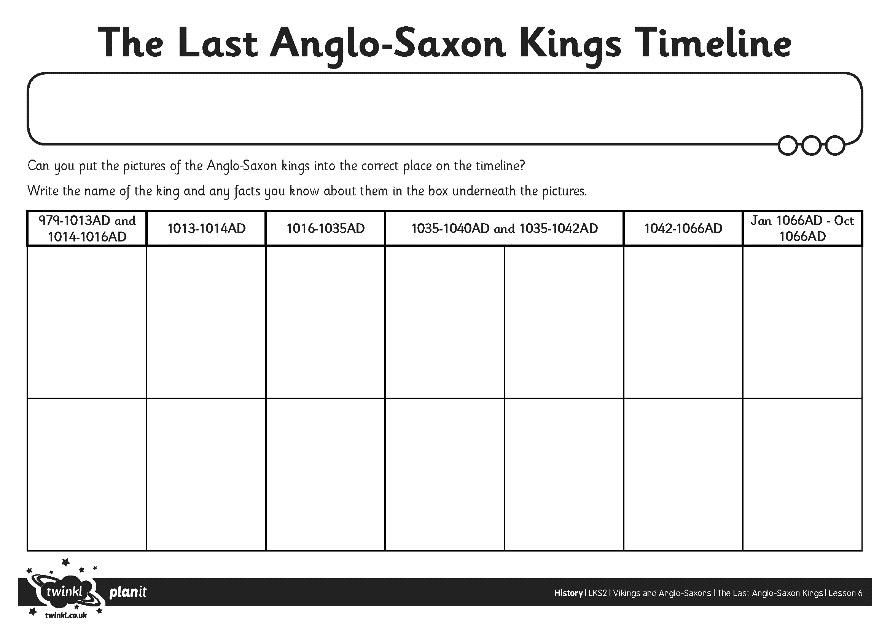 The Last Anglo-Saxon Kings Timeline
Can you put the pictures of the Anglo-Saxon kings into the correct place on the timeline?
Write the name of the king and any facts you know about them in the box underneath the pictures.
979-1013AD and
1014-1016AD
1013-1014AD
1016-1035AD
1035-1040AD and 1035-1042AD
1042-1066AD
Jan 1066AD - Oct
1066AD
twinkl
planit
twinkl.co.uk
History | LKS2 | Vikings and Anglo-Saxons | The Last Anglo-Saxon Kings | Lesson 6